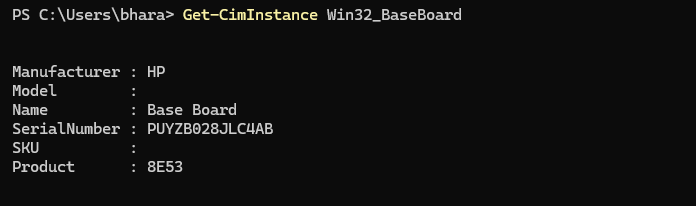 PS C:\Users\bhara> Get-CimInstance Win32_BaseBoard
Manufacturer : HP
Model        :
Name         : Base Board
SerialNumber : PUYZB028JLC4AB
SKU          :
Product      : 8E53